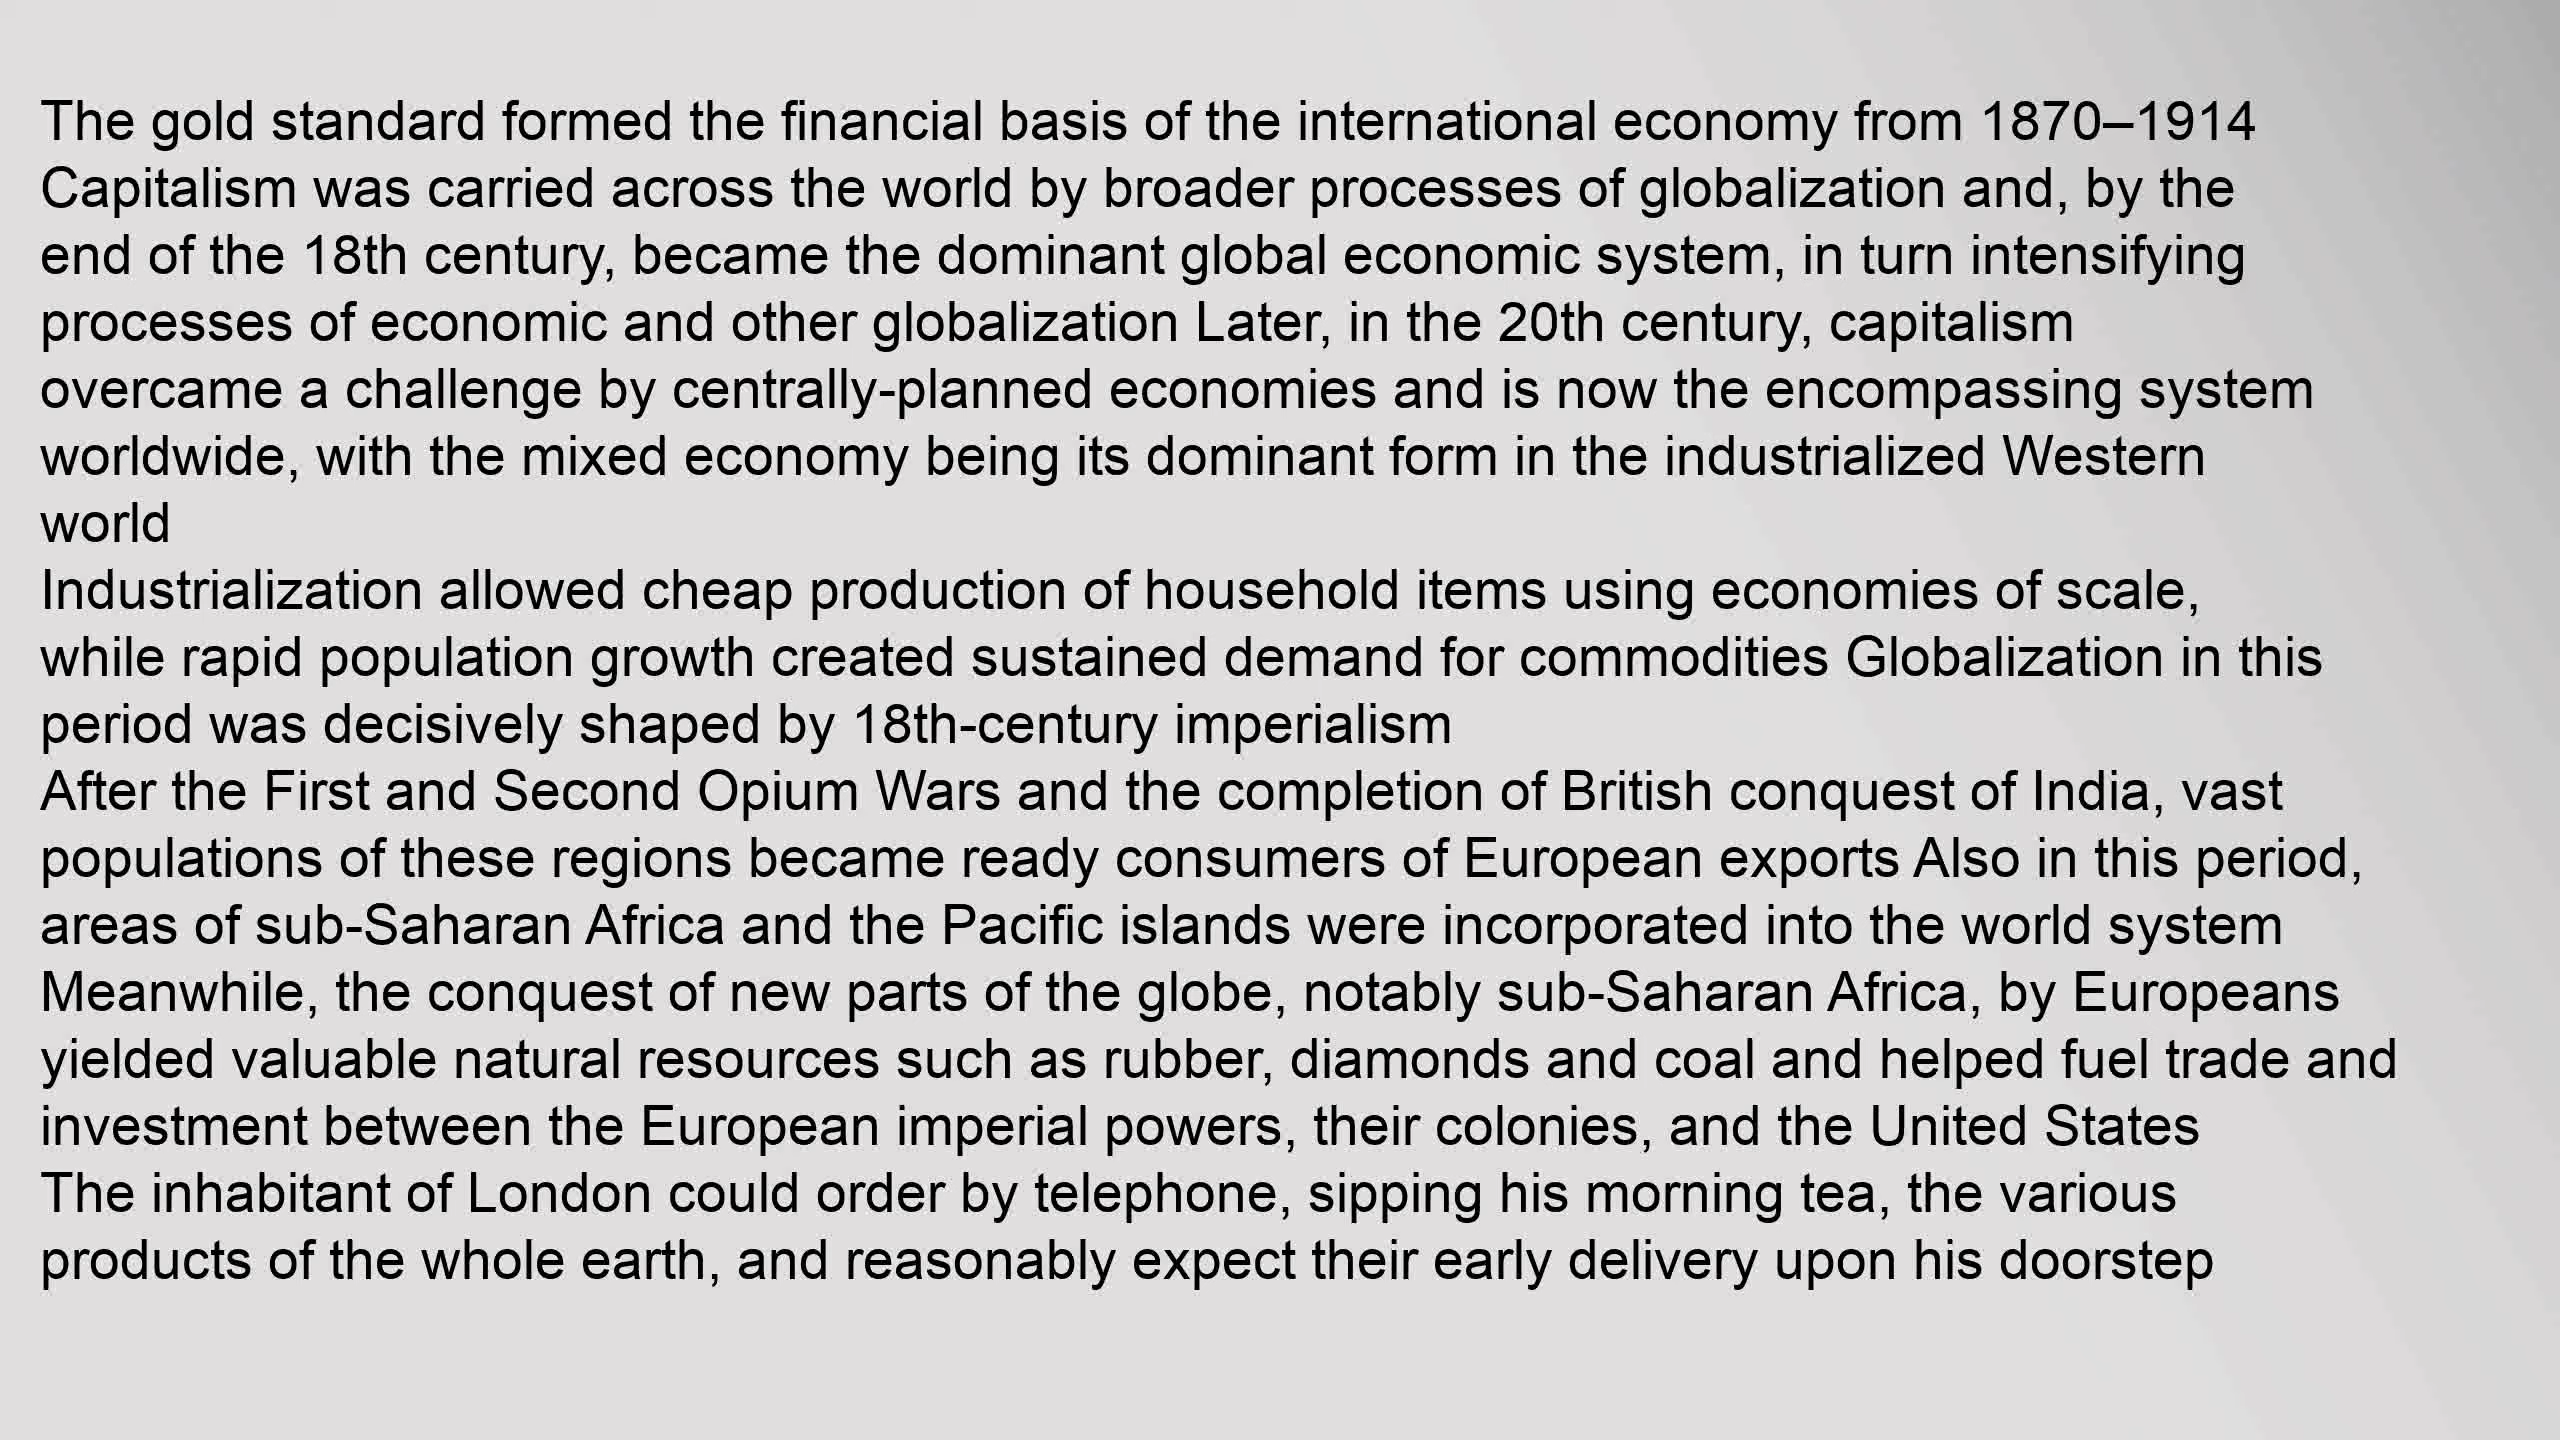 The gold standard formed the financial basis of the international economy from 1870–1914
Capitalism was carried across the world by broader processes of globalization and, by the
end of the 18th century, became the dominant global economic system, in turn intensifying
processes of economic and other globalization Later, in the 20th century, capitalism
overcame a challenge by centrally-planned economies and is now the encompassing system
worldwide, with the mixed economy being its dominant form in the industrialized Western
world
Industrialization allowed cheap production of household items using economies of scale,
while rapid population growth created sustained demand for commodities Globalization in this
period was decisively shaped by 18th-century imperialism
After the First and Second Opium Wars and the completion of British conquest of India, vast
populations of these regions became ready consumers of European exports Also in this period,
areas of sub-Saharan Africa and the Pacific islands were incorporated into the world system
Meanwhile, the conquest of new parts of the globe, notably sub-Saharan Africa, by Europeans
yielded valuable natural resources such as rubber, diamonds and coal and helped fuel trade and
investment between the European imperial powers, their colonies, and the United States
The inhabitant of London could order by telephone, sipping his morning tea, the various
products of the whole earth, and reasonably expect their early delivery upon his doorstep